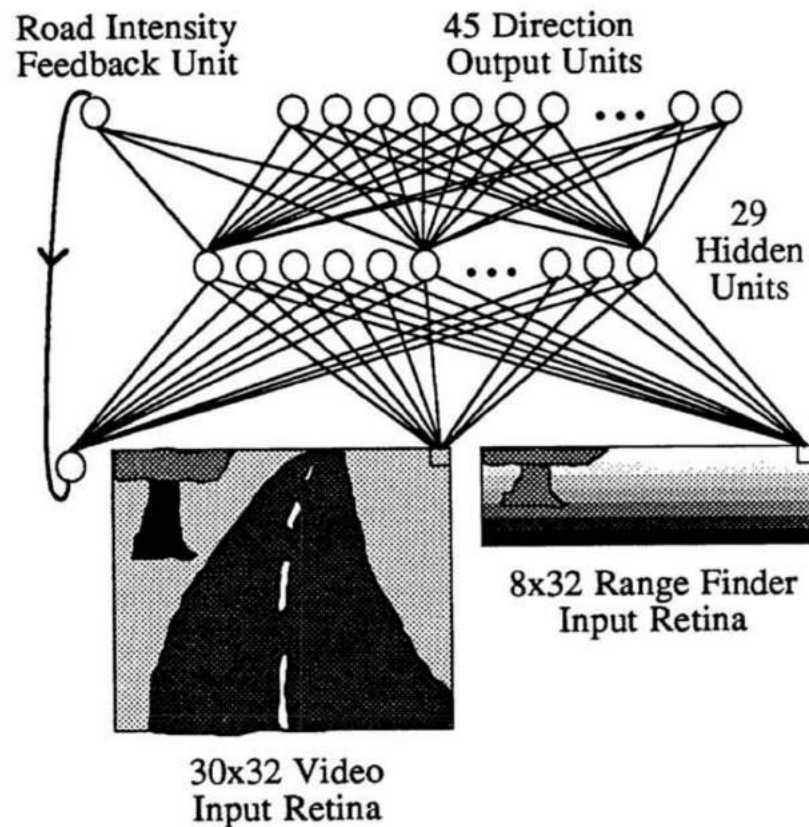 Road Intensity
Feedback Unit
45 Direction
Output Units
29
Hidden
Units
8x32 Range Finder
Input Retina
30x32 Video
Input Retina